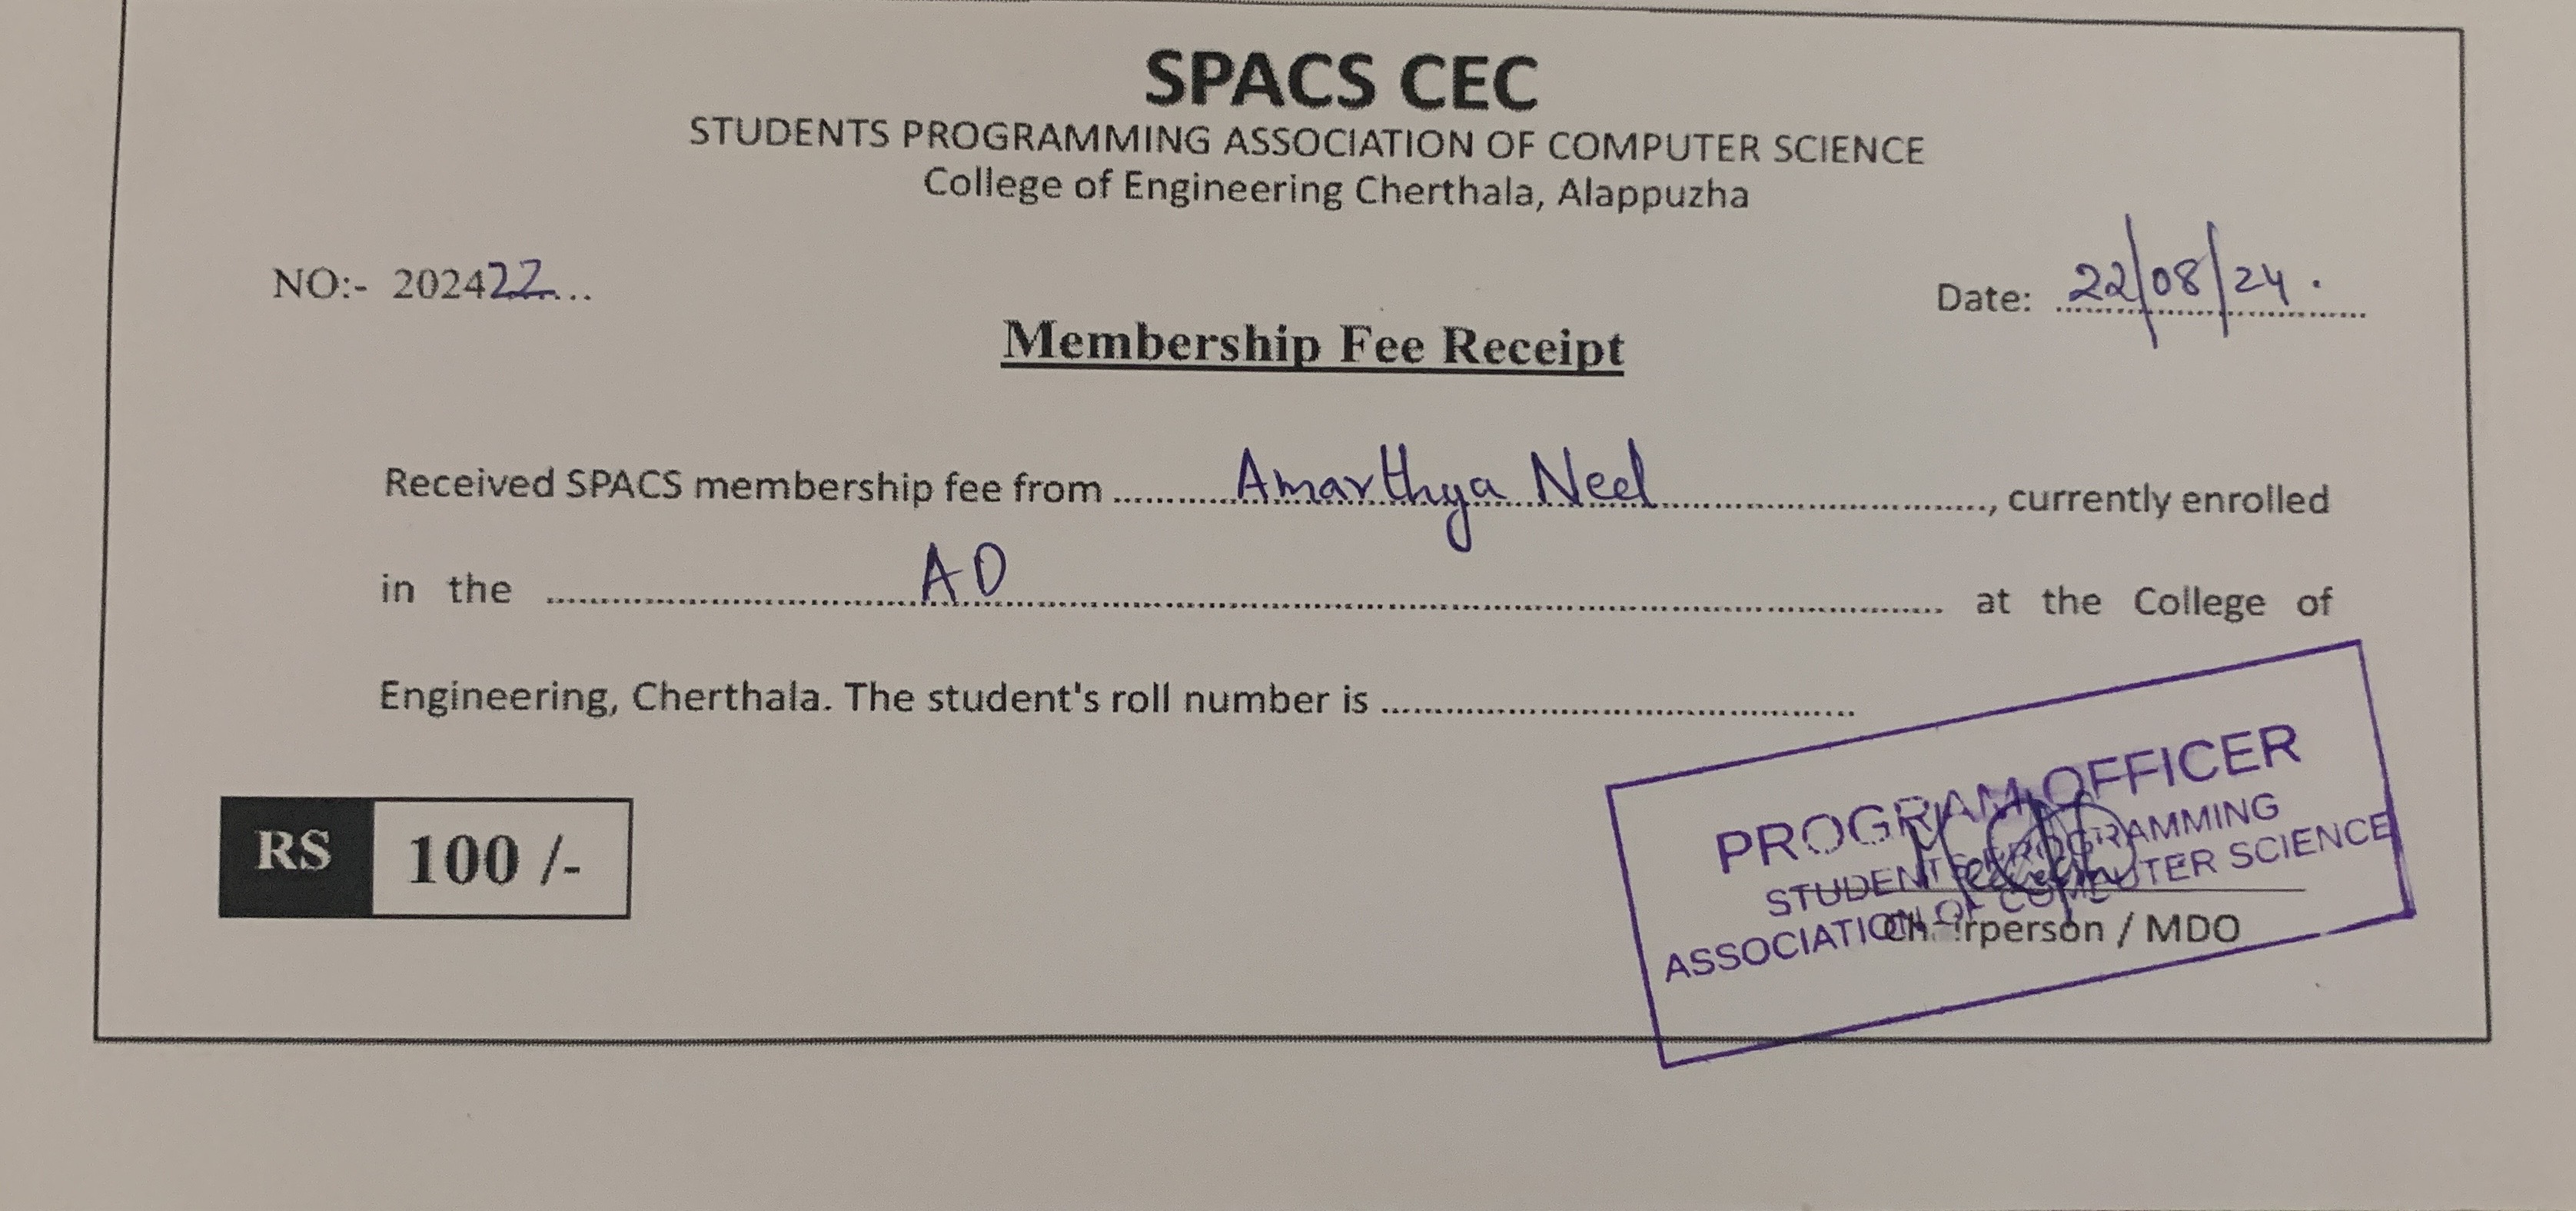 SPACS CEC
STUDENTS PROGRAMMING ASSOCIATION OF COMPUTER SCIENCE
College of Engineering Cherthala, Alappuzha
NO:- 202422...
Date: 22/08/24.
Membership Fee Receipt
Received SPACS membership fee from ........ Amarthya Neel ........, currently enrolled
in the ........ AD ........ at the College of
Engineering, Cherthala. The student's roll number is ........
RS 100 /-
PROGRAM OFFICER
STUDENTS PROGRAMMING
ASSOCIATION OF COMPUTER SCIENCE
Chairperson / MDO